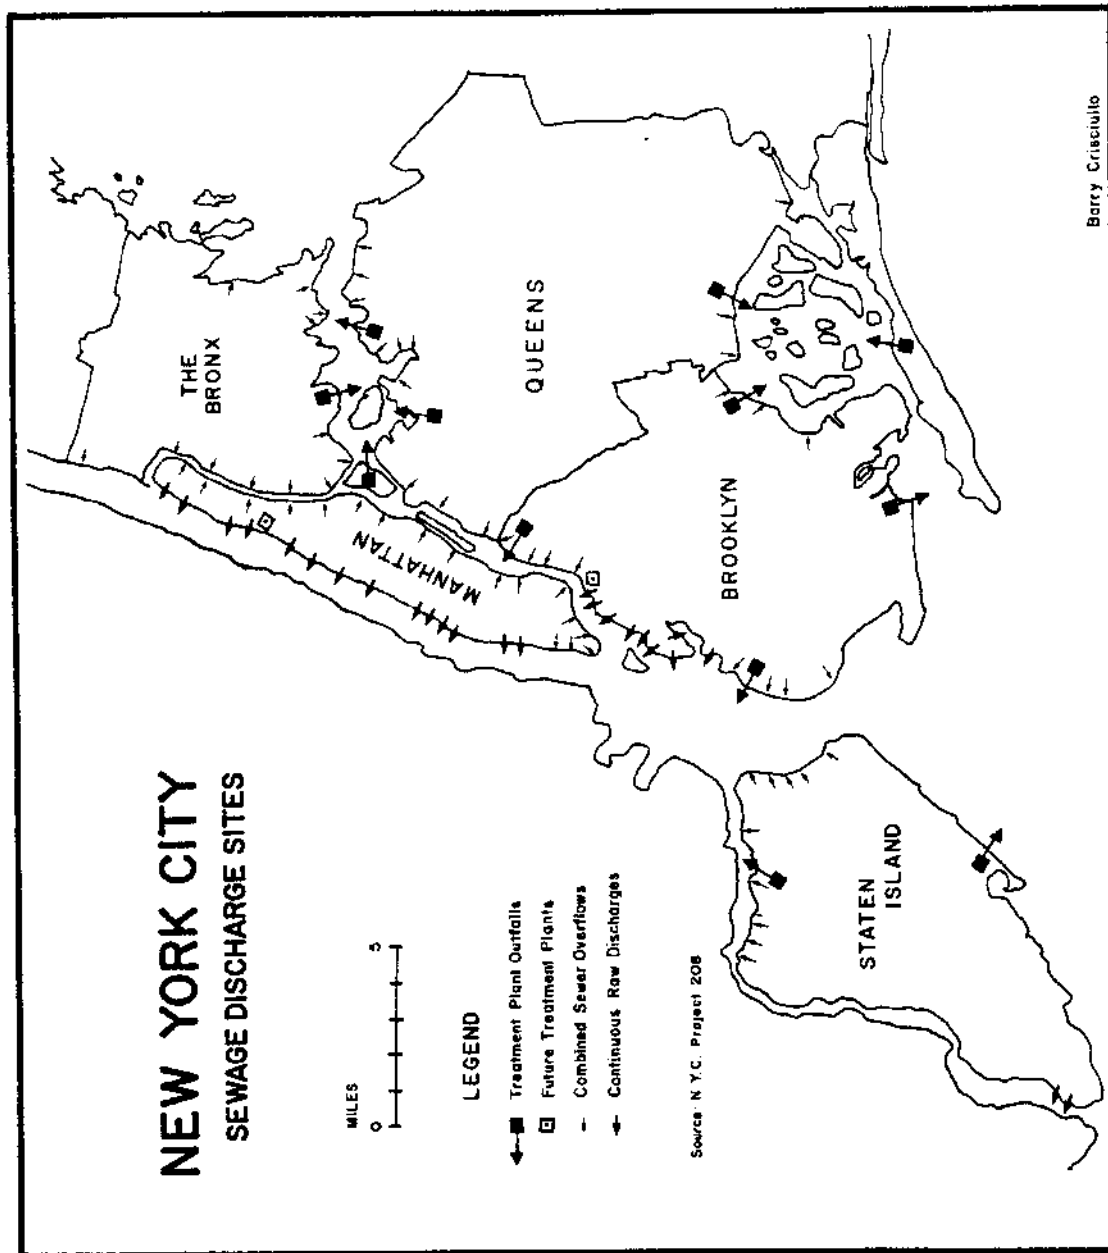 NEW YORK CITY
SEWAGE DISCHARGE SITES
MILES
0 5
LEGEND
Treatment Plant Outfalls
Future Treatment Plants
Combined Sewer Overflows
Continuous Raw Discharges
Source: N.Y.C. Project 208
THE
BRONX
MANHATTAN
QUEENS
BROOKLYN
STATEN
ISLAND
Barry Crisciullo